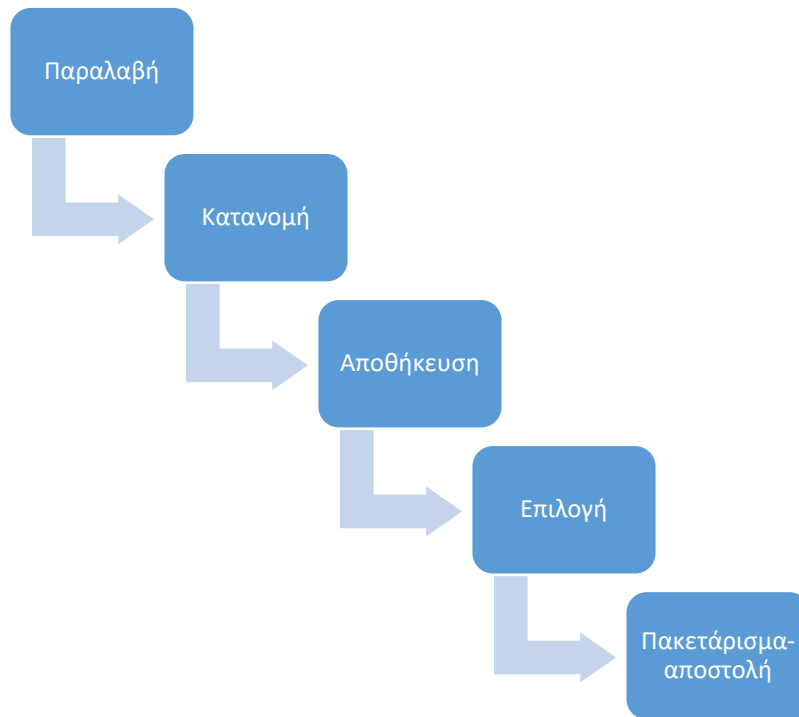 Παραλαβή
Κατανομή
Αποθήκευση
Επιλογή
Πακετάρισμα-
αποστολή